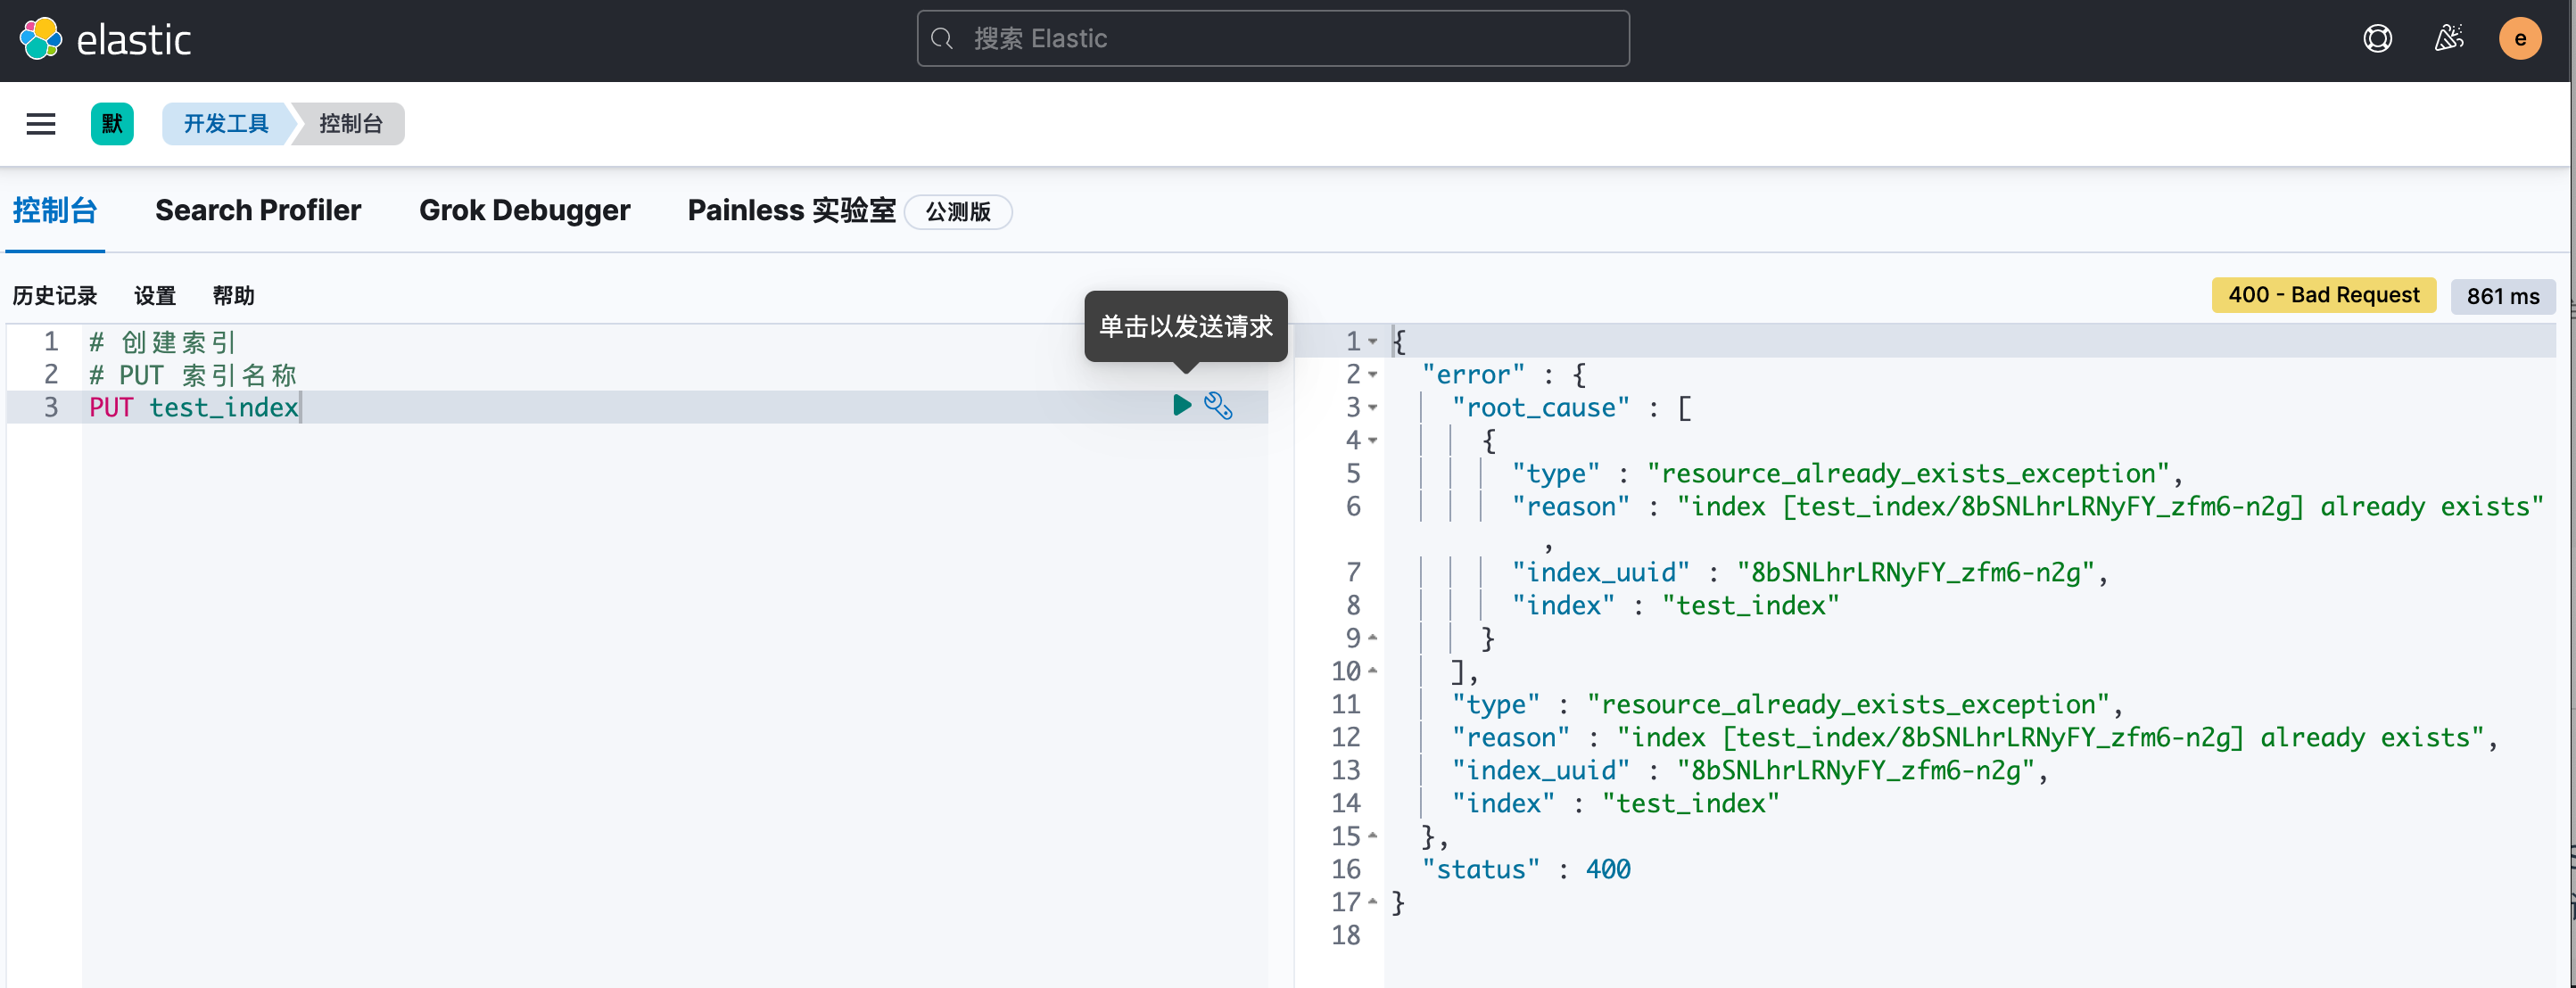 elastic
搜索 Elastic
e
默
开发工具
控制台
控制台
Search Profiler
Grok Debugger
Painless 实验室
公测版
历史记录
设置
帮助
400 - Bad Request
861 ms
单击以发送请求
1 # 创建索引
2 # PUT 索引名称
3 PUT test_index
1 {
2 "error" : {
3 "root_cause" : [
4 {
5 "type" : "resource_already_exists_exception",
6 "reason" : "index [test_index/8bSNLhrLRNyFY_zfm6-n2g] already exists"
,
7 "index_uuid" : "8bSNLhrLRNyFY_zfm6-n2g",
8 "index" : "test_index"
9 }
10 ],
11 "type" : "resource_already_exists_exception",
12 "reason" : "index [test_index/8bSNLhrLRNyFY_zfm6-n2g] already exists",
13 "index_uuid" : "8bSNLhrLRNyFY_zfm6-n2g",
14 "index" : "test_index"
15 },
16 "status" : 400
17 }
18